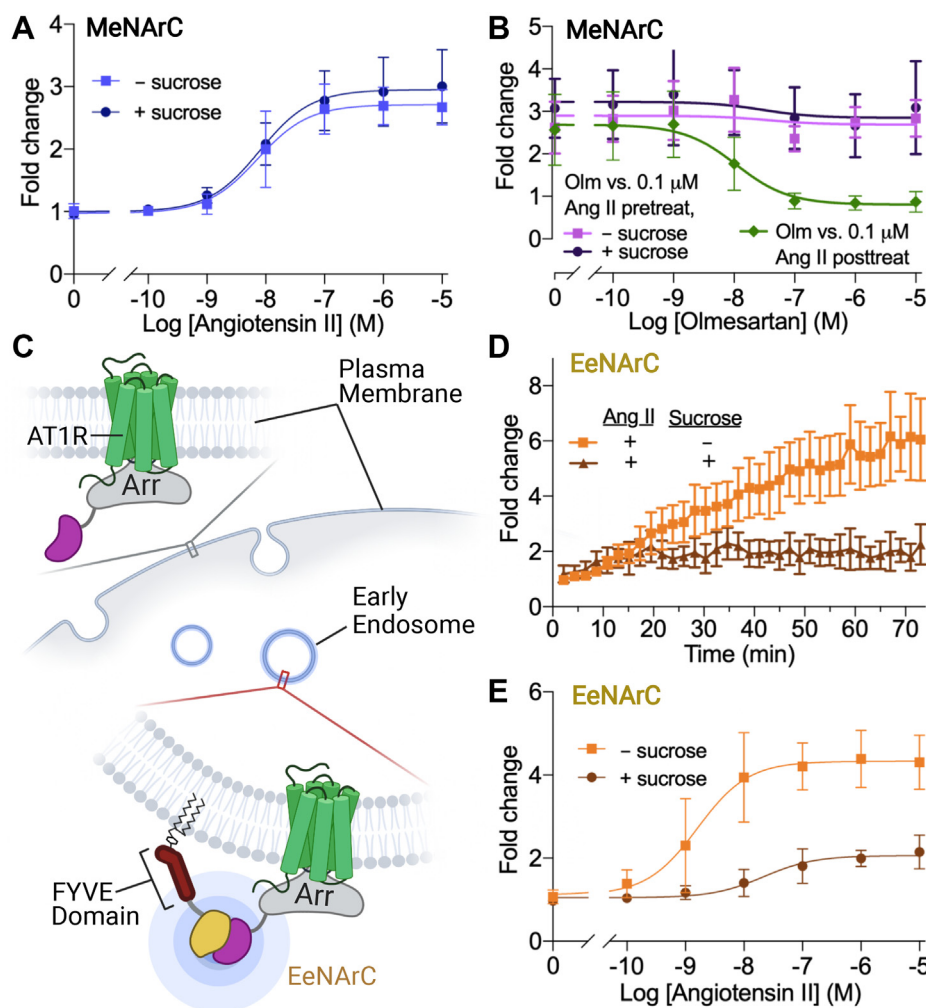 A
MeNArC
Fold change
4
3
2
1
0
− sucrose
+ sucrose
0
-10
-9
-8
-7
-6
-5
Log [Angiotensin II] (M)
B
MeNArC
Fold change
5
4
3
2
1
0
Olm vs. 0.1 μM
Ang II pretreat,
− sucrose
+ sucrose
Olm vs. 0.1 μM
Ang II posttreat
0
-10
-9
-8
-7
-6
-5
Log [Olmesartan] (M)
C
Plasma
Membrane
AT1R
Arr
Early
Endosome
FYVE
Domain
Arr
EeNArC
D
EeNArC
Fold change
8
6
4
2
0
Ang II Sucrose
+ −
+ +
0
10
20
30
40
50
60
70
Time (min)
E
EeNArC
Fold change
6
4
2
0
− sucrose
+ sucrose
0
-10
-9
-8
-7
-6
-5
Log [Angiotensin II] (M)